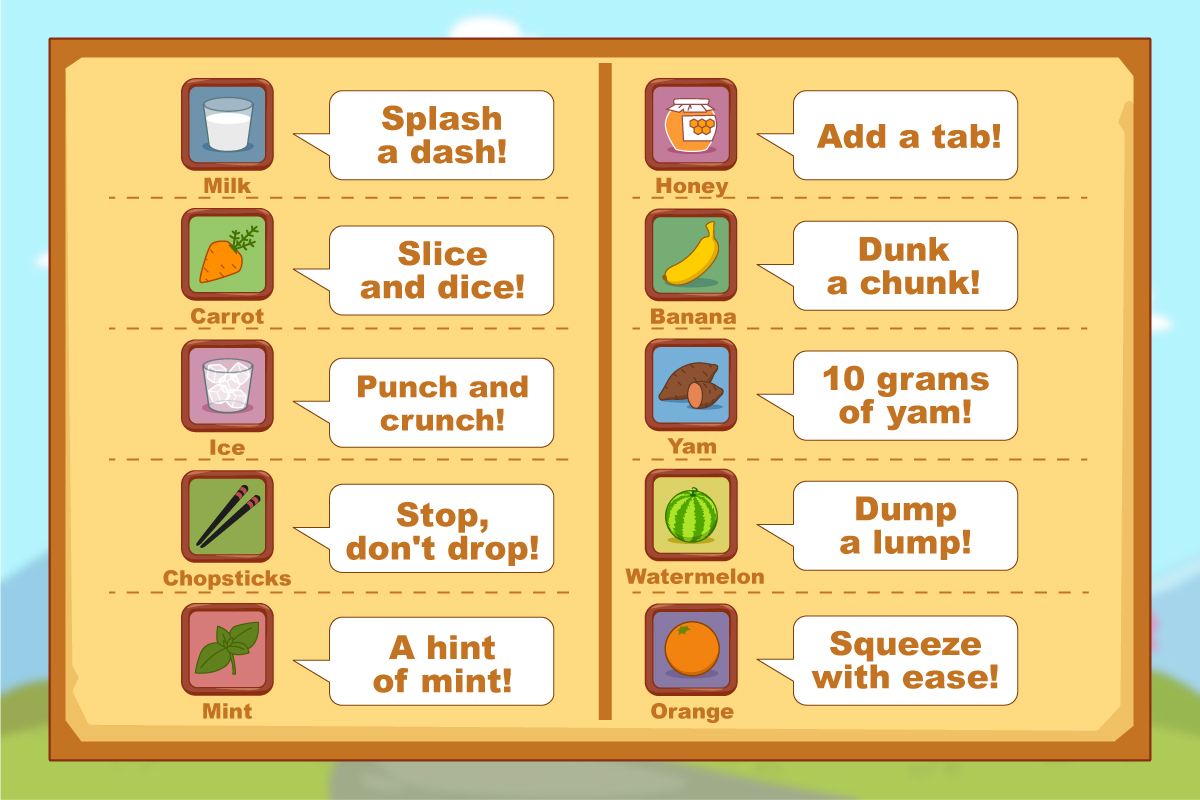 Splash
a dash!
Milk
Slice
and dice!
Carrot
Punch and
crunch!
Ice
Stop,
don't drop!
Chopsticks
A hint
of mint!
Mint
Add a tab!
Honey
Dunk
a chunk!
Banana
10 grams
of yam!
Yam
Dump
a lump!
Watermelon
Squeeze
with ease!
Orange